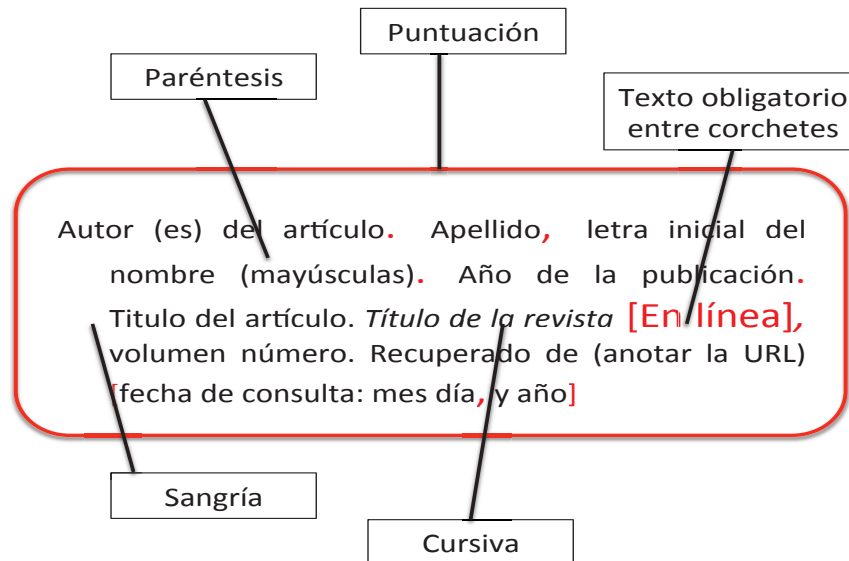 Puntuación
Paréntesis
Texto obligatorio
entre corchetes
Autor (es) del artículo. Apellido, letra inicial del
nombre (mayúsculas). Año de la publicación.
Titulo del artículo. Título de la revista [En línea],
volumen número. Recuperado de (anotar la URL)
[fecha de consulta: mes día, y año]
Sangría
Cursiva